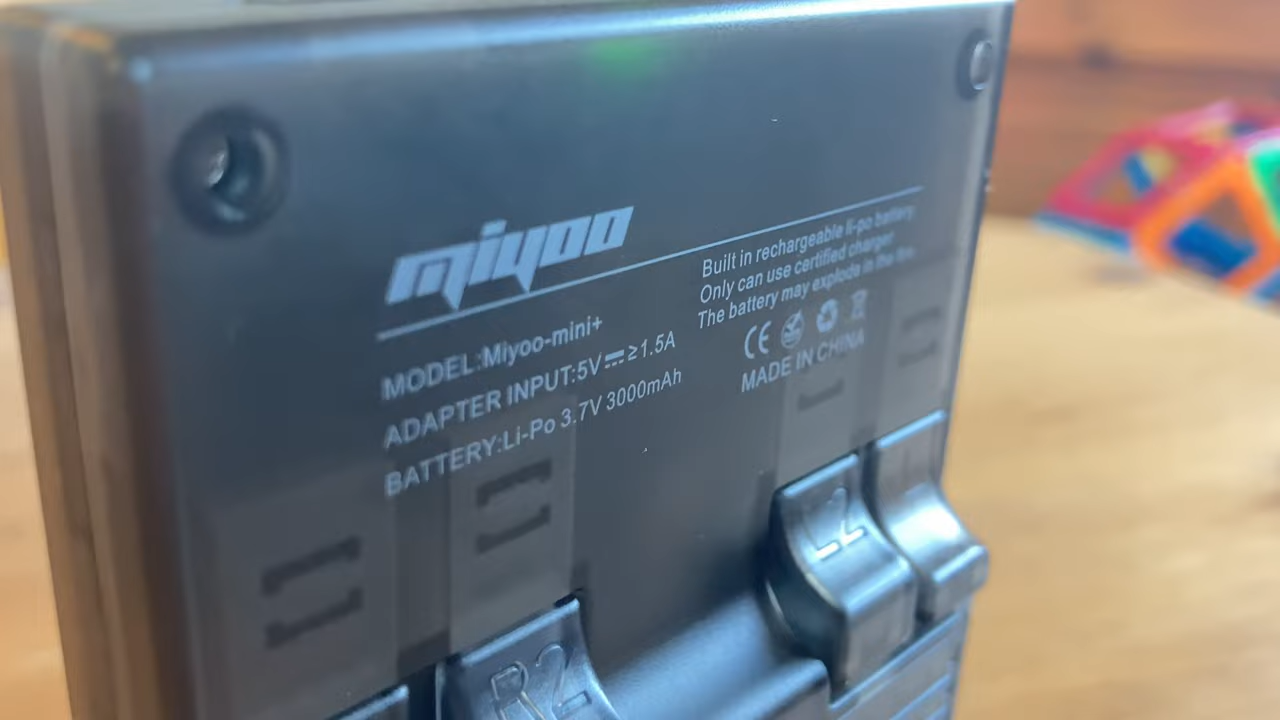 miyoo
MODEL:Miyoo-mini+
ADAPTER INPUT:5V⎓≥1.5A
BATTERY:Li-Po 3.7V 3000mAh
Built in rechargeable li-po battery
Only can use certified charger
The battery may explode in the fire
CE
MADE IN CHINA
L2
R2